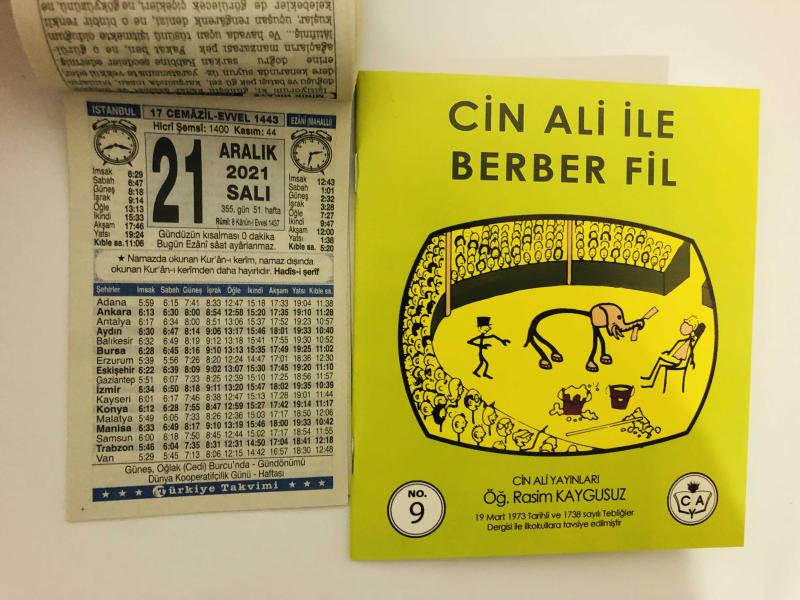 İSTANBUL
17 CEMÂZİL-EVVEL 1443
EZÂNİ (MAHALLÎ)
Hicrî Şemsî: 1400 Kasım: 44
21
ARALIK
2021
SALI
355. gün 51. hafta
Rûmî: 8 Kânûn-i Evvel 1437
İmsak 6:29
Sabah 6:47
Güneş 8:18
İşrak 9:14
Öğle 13:13
İkindi 15:33
Akşam 17:46
Yatsı 19:24
Kıble sa. 11:06
İmsak 12:43
Sabah 1:01
Güneş 2:32
İşrak 3:28
Öğle 7:27
İkindi 9:47
Akşam 12:00
Yatsı 1:38
Kıble sa. 5:20
Gündüzün kısalması 0 dakika
Bugün Ezânî sâat ayârlanmaz.
★ Namazda okunan Kur'ân-ı kerîm, namaz dışında
okunan Kur'ân-ı kerîmden daha hayırlıdır. Hadîs-i şerîf
Şehirler İmsak Sabah Güneş İşrak Öğle İkindi Akşam Yatsı Kıble sa.
Adana 5:59 6:15 7:41 8:33 12:47 15:18 17:33 19:04 11:38
Ankara 6:13 6:30 8:00 8:54 12:58 15:20 17:35 19:10 11:28
Antalya 6:17 6:34 8:00 8:51 13:06 15:37 17:52 19:23 10:57
Aydın 6:30 6:47 8:14 9:06 13:17 15:46 18:01 19:33 10:40
Balıkesir 6:32 6:49 8:19 9:12 13:18 15:41 17:55 19:30 10:52
Bursa 6:28 6:45 8:16 9:10 13:13 15:35 17:49 19:25 11:02
Erzurum 5:39 5:56 7:26 8:20 12:24 14:47 17:01 18:36 12:30
Eskişehir 6:22 6:39 8:09 9:02 13:07 15:30 17:45 19:20 11:10
Gaziantep 5:51 6:07 7:33 8:25 12:39 15:10 17:25 18:56 11:57
İzmir 6:34 6:50 8:18 9:11 13:20 15:47 18:02 19:35 10:39
Kayseri 6:01 6:17 7:46 8:38 12:47 15:13 17:28 19:01 11:44
Konya 6:12 6:28 7:55 8:47 12:59 15:27 17:42 19:14 11:17
Malatya 5:49 6:05 7:33 8:26 12:36 15:03 17:17 18:50 12:06
Manisa 6:33 6:49 8:17 9:10 13:19 15:46 18:00 19:33 10:42
Samsun 6:00 6:18 7:50 8:45 12:44 15:02 17:17 18:54 11:55
Trabzon 5:46 6:04 7:35 8:31 12:31 14:50 17:04 18:41 12:18
Van 5:29 5:45 7:13 8:06 12:15 14:42 16:57 18:30 12:48
Güneş, Oğlak (Cedî) Burcu'nda - Gündönümü
Dünya Kooperatifçilik Günü - Haftası
Türkiye Takvimi
CİN ALİ İLE
BERBER FİL
CİN ALİ YAYINLARI
Öğ. Rasim KAYGUSUZ
19 Mart 1973 Tarihli ve 1738 sayılı Tebliğler
Dergisi ile ilkokullara tavsiye edilmiştir
NO.
9
C A
Y